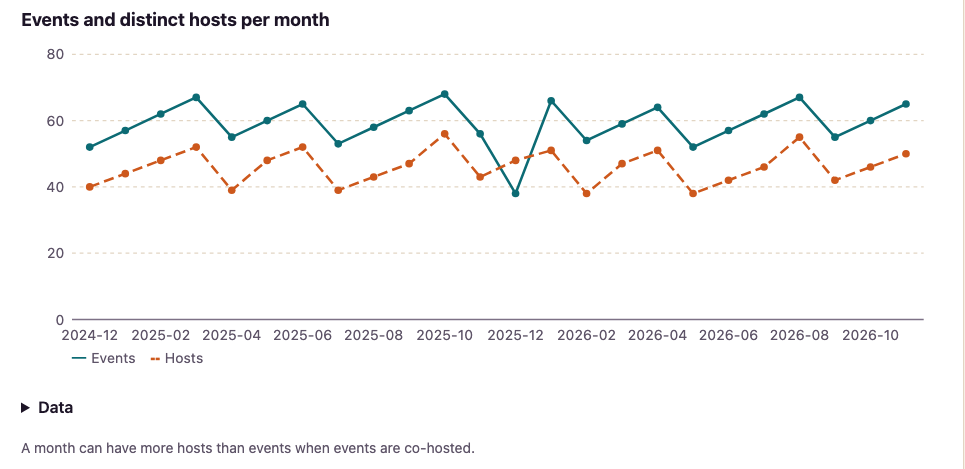 Events and distinct hosts per month
80
60
40
20
0
2024-12 2025-02 2025-04 2025-06 2025-08 2025-10 2025-12 2026-02 2026-04 2026-06 2026-08 2026-10
Events Hosts
Data
A month can have more hosts than events when events are co-hosted.